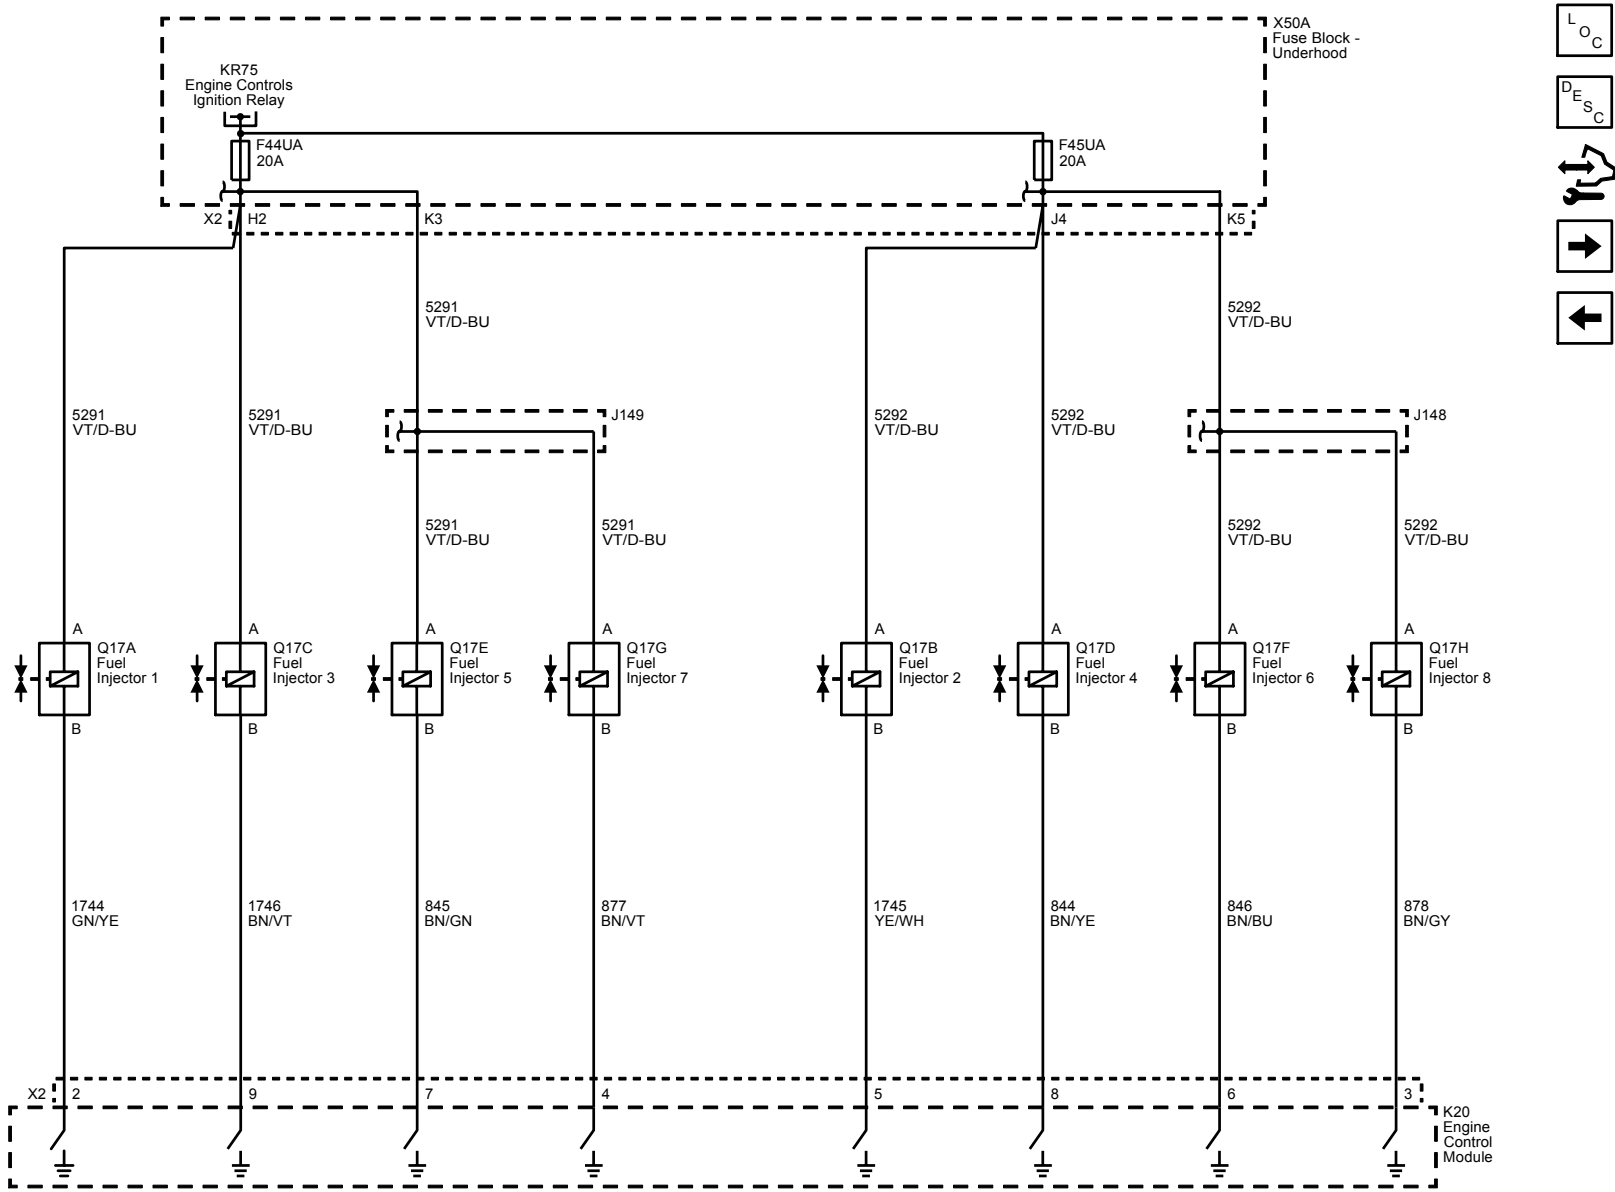 X50A
Fuse Block -
Underhood
L O C
KR75
Engine Controls
Ignition Relay
D E S C
F44UA
20A
F45UA
20A
X2 H2 K3 J4 K5
5291
VT/D-BU
5292
VT/D-BU
5291
VT/D-BU
5291
VT/D-BU
J149
5292
VT/D-BU
5292
VT/D-BU
J148
5291
VT/D-BU
5291
VT/D-BU
5292
VT/D-BU
5292
VT/D-BU
A A A A A A A A
Q17A
Fuel
Injector 1
Q17C
Fuel
Injector 3
Q17E
Fuel
Injector 5
Q17G
Fuel
Injector 7
Q17B
Fuel
Injector 2
Q17D
Fuel
Injector 4
Q17F
Fuel
Injector 6
Q17H
Fuel
Injector 8
B B B B B B B B
1744
GN/YE
1746
BN/VT
845
BN/GN
877
BN/VT
1745
YE/WH
844
BN/YE
846
BN/BU
878
BN/GY
X2 2 9 7 4 5 8 6 3
K20
Engine
Control
Module